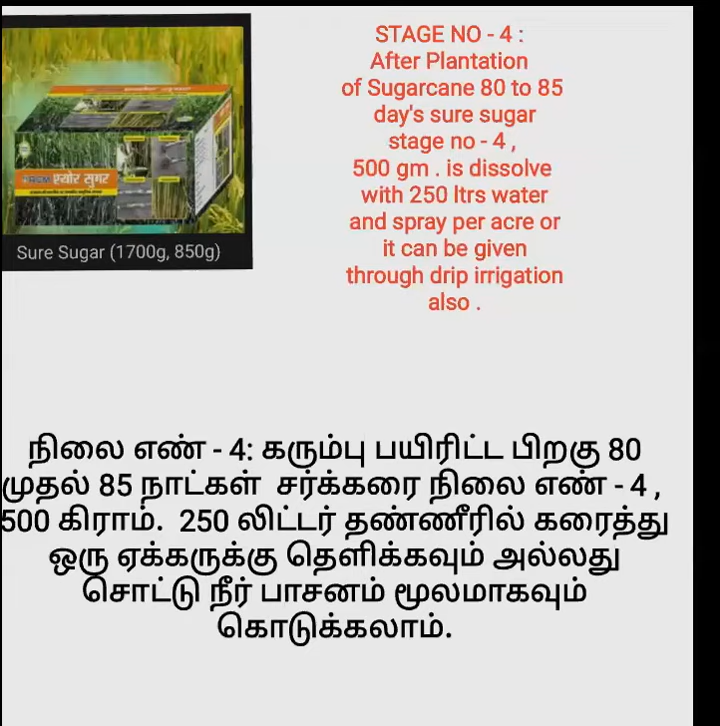 STAGE NO - 4 :
After Plantation
of Sugarcane 80 to 85
day's sure sugar
stage no - 4 ,
500 gm . is dissolve
with 250 ltrs water
and spray per acre or
it can be given
through drip irrigation
also .
श्योर सुगर
Sure Sugar (1700g, 850g)
நிலை எண் - 4: கரும்பு பயிரிட்ட பிறகு 80
முதல் 85 நாட்கள் சர்க்கரை நிலை எண் - 4 ,
500 கிராம். 250 லிட்டர் தண்ணீரில் கரைத்து
ஒரு ஏக்கருக்கு தெளிக்கவும் அல்லது
சொட்டு நீர் பாசனம் மூலமாகவும்
கொடுக்கலாம்.